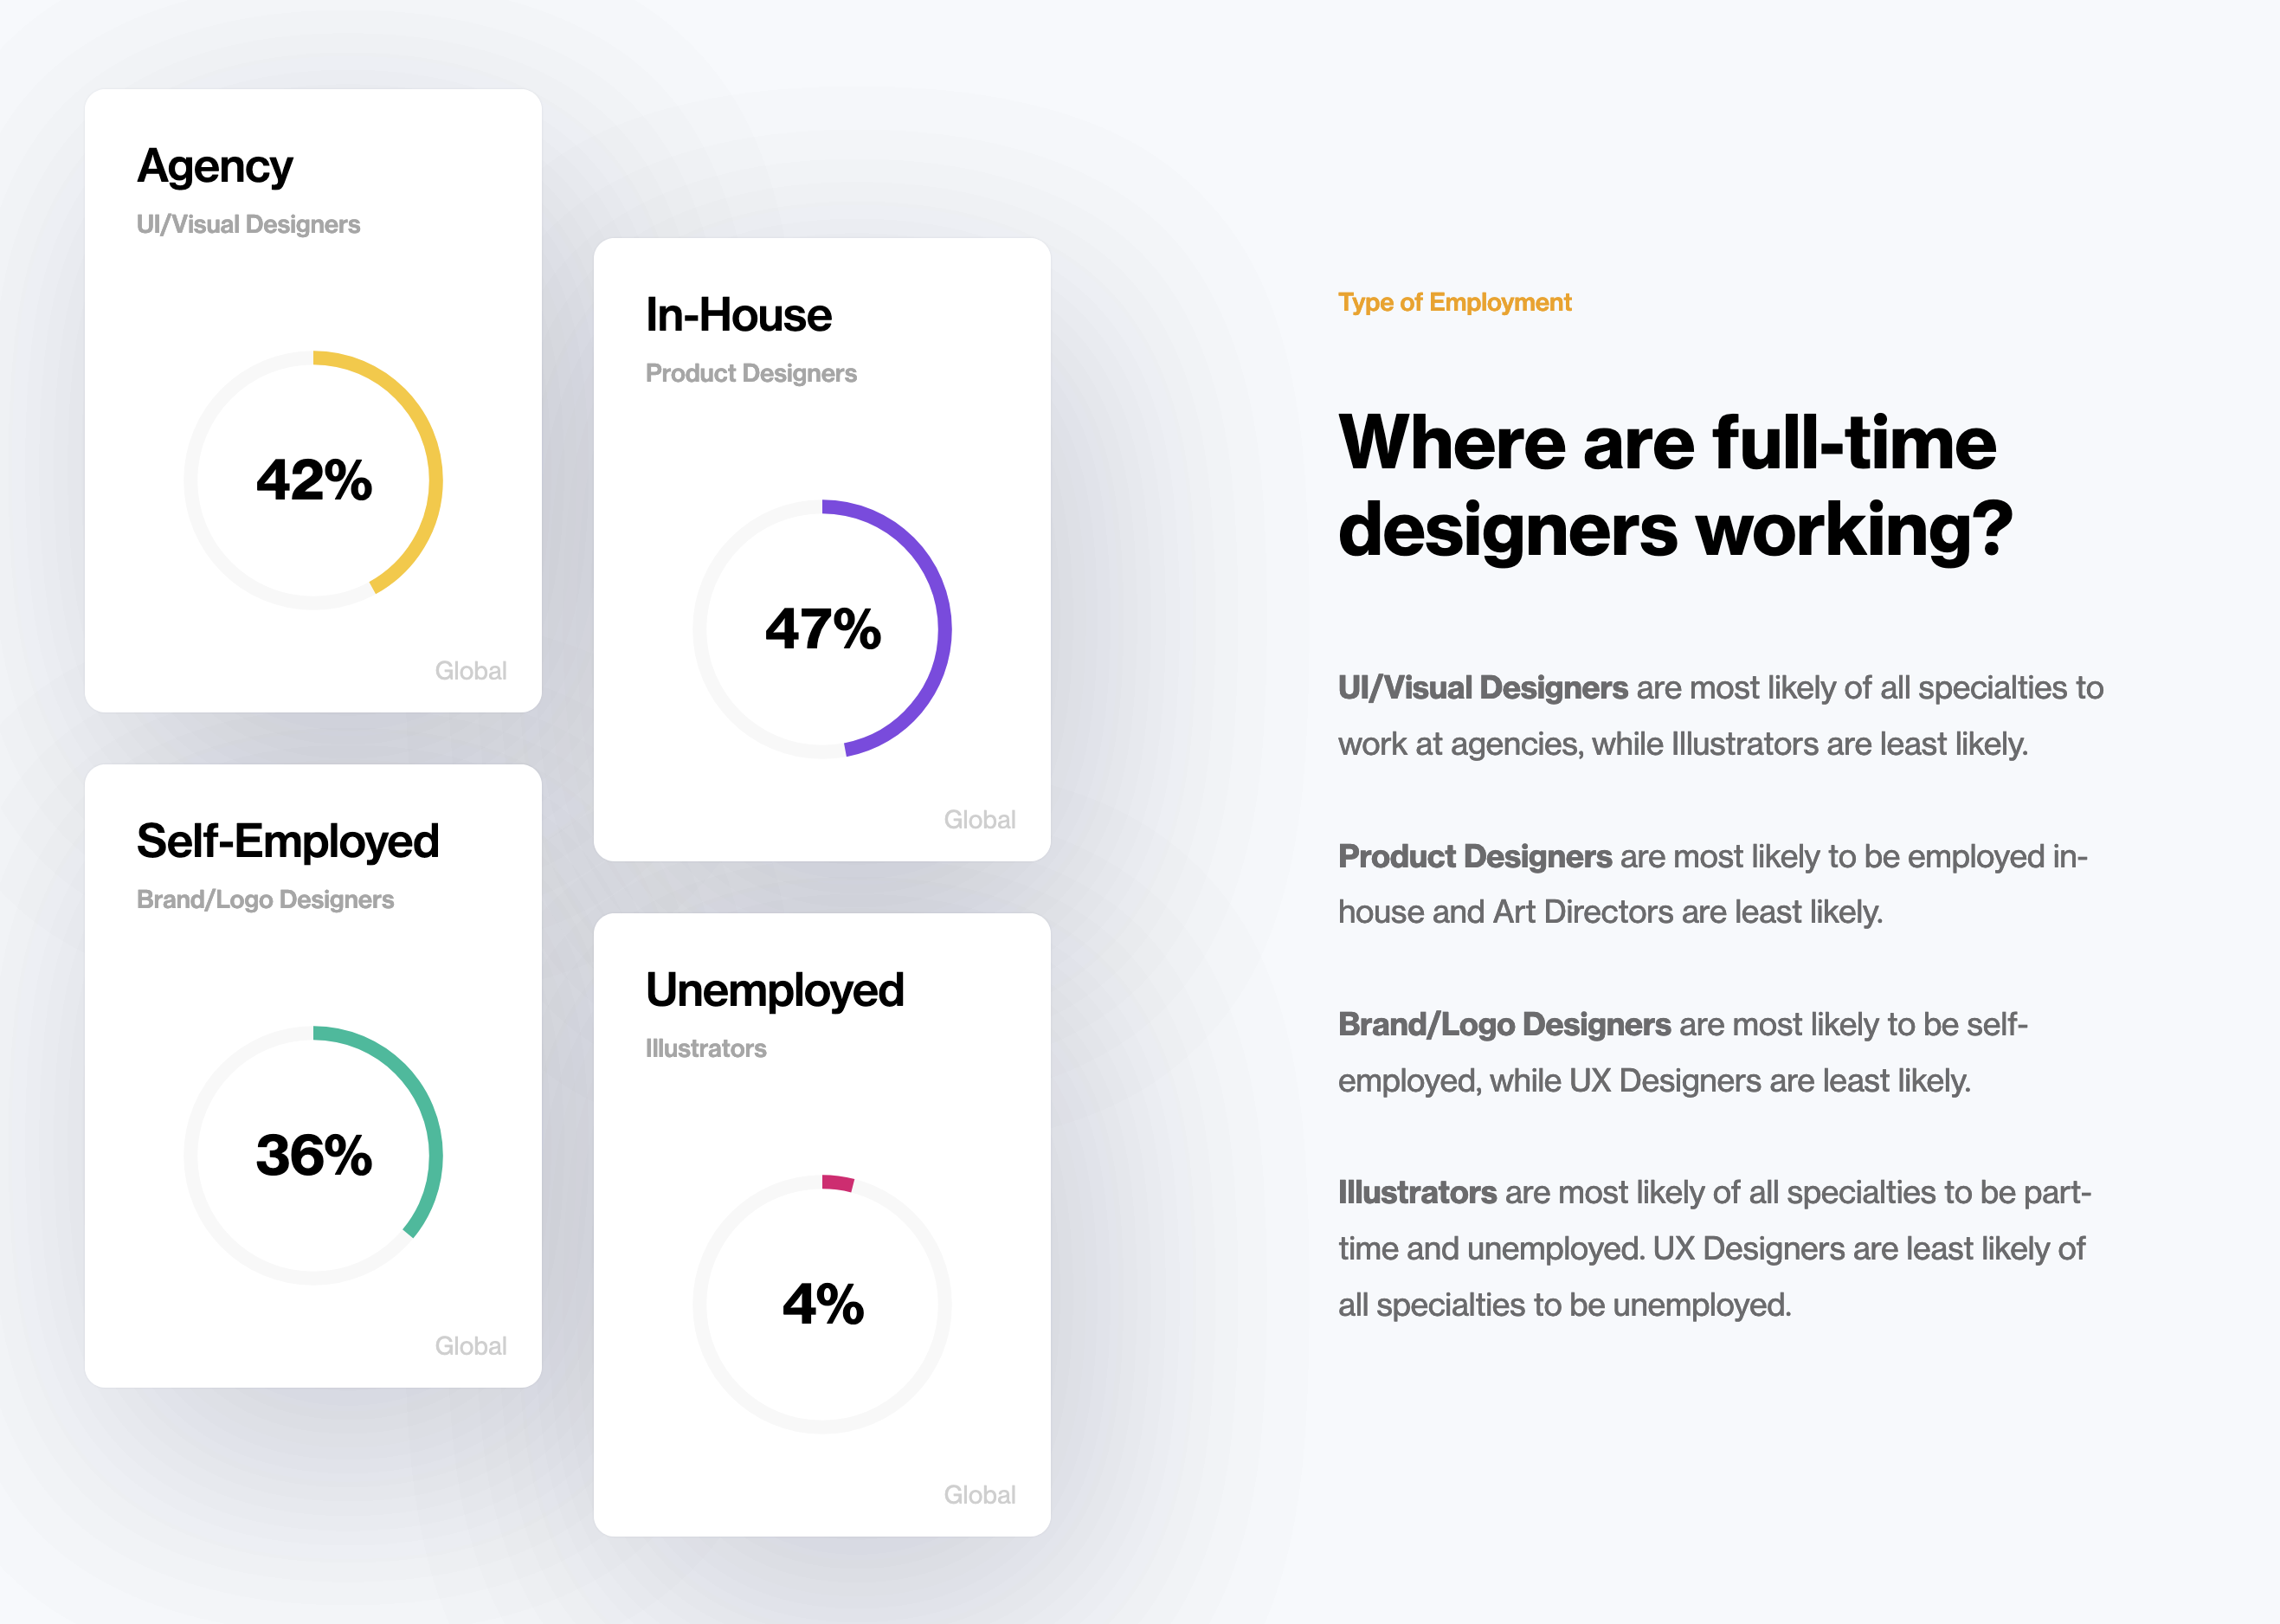 Agency
UI/Visual Designers
42%
Global
In-House
Product Designers
47%
Global
Self-Employed
Brand/Logo Designers
36%
Global
Unemployed
Illustrators
4%
Global
Type of Employment
Where are full-time
designers working?
UI/Visual Designers are most likely of all specialties to
work at agencies, while Illustrators are least likely.
Product Designers are most likely to be employed in-
house and Art Directors are least likely.
Brand/Logo Designers are most likely to be self-
employed, while UX Designers are least likely.
Illustrators are most likely of all specialties to be part-
time and unemployed. UX Designers are least likely of
all specialties to be unemployed.